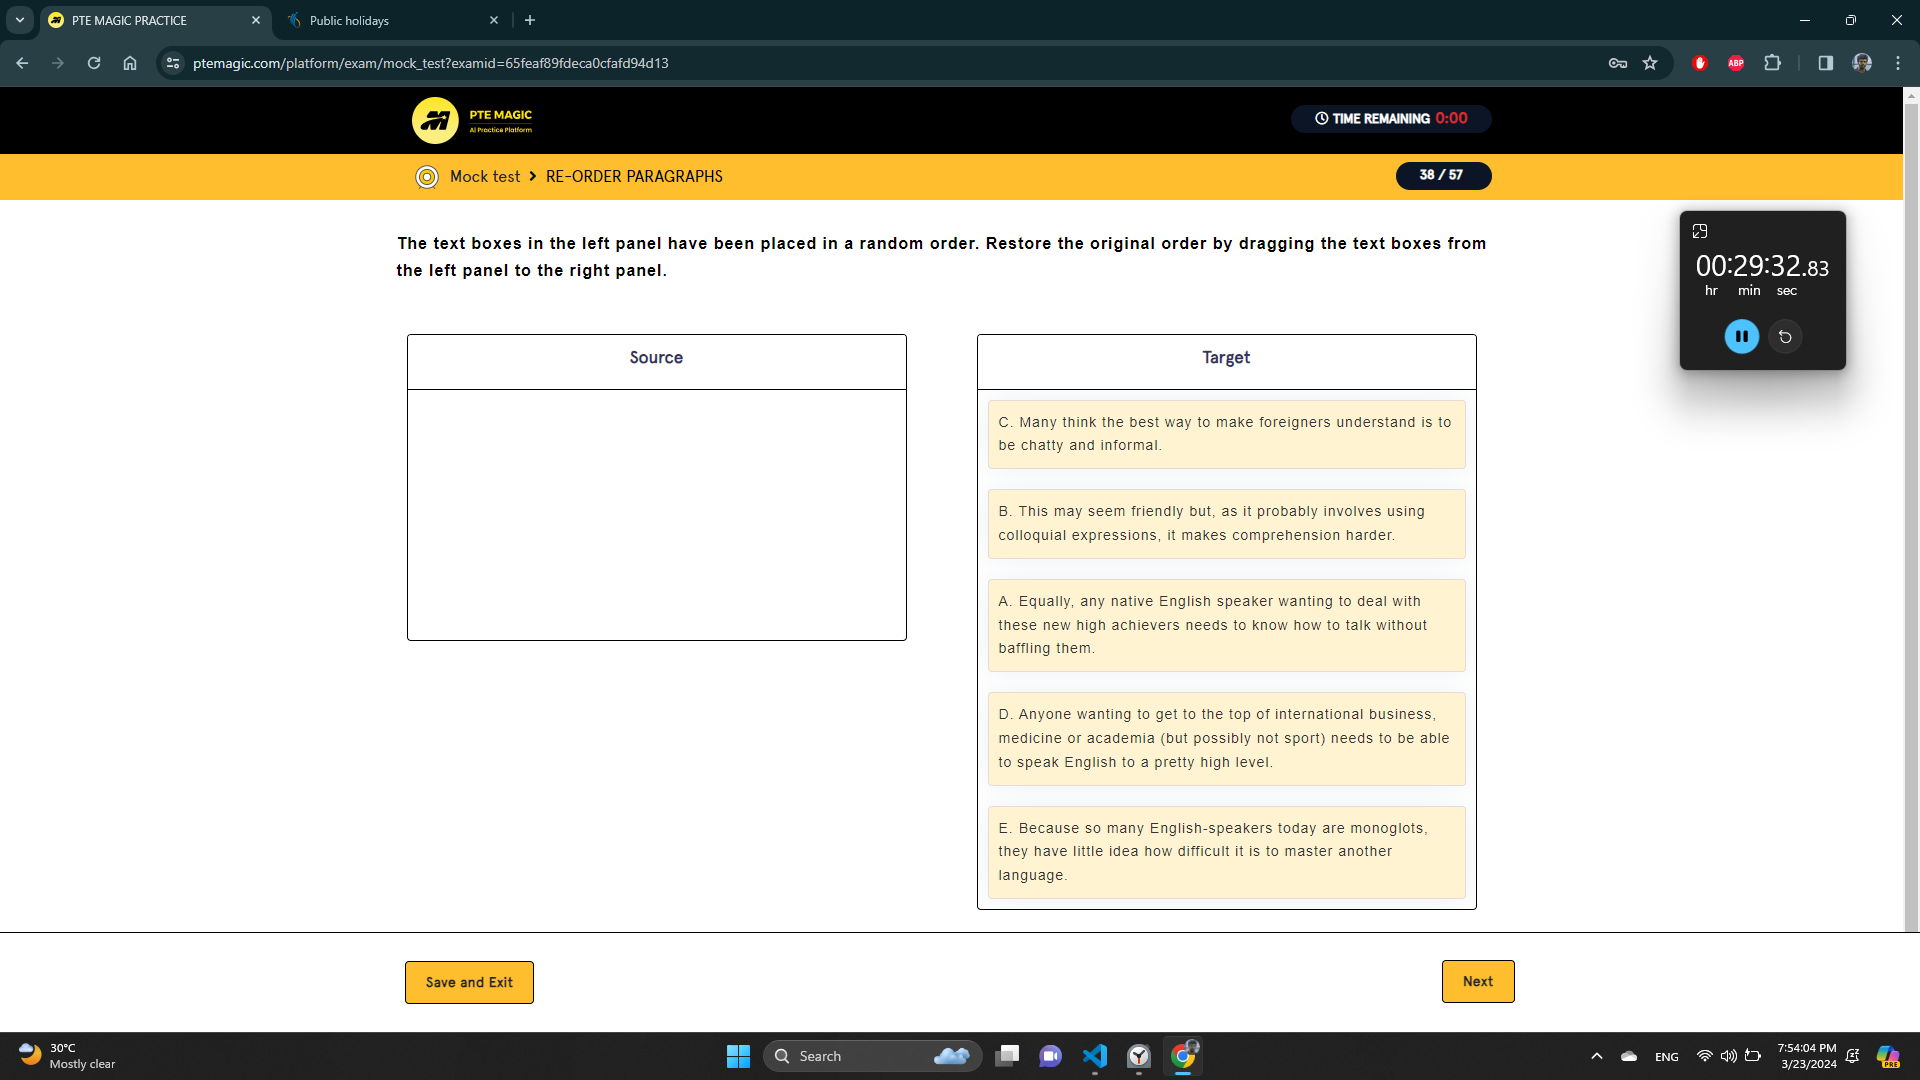 PTE MAGIC PRACTICE
Public holidays
ptemagic.com/platform/exam/mock_test?examid=65feaf89fdeca0cfafd94d13
ABP
PTE MAGIC
AI Practice Platform
TIME REMAINING 0:00
Mock test > RE-ORDER PARAGRAPHS
38 / 57
The text boxes in the left panel have been placed in a random order. Restore the original order by dragging the text boxes from
the left panel to the right panel.
00:29:32.83
hr min sec
Source
Target
C. Many think the best way to make foreigners understand is to
be chatty and informal.
B. This may seem friendly but, as it probably involves using
colloquial expressions, it makes comprehension harder.
A. Equally, any native English speaker wanting to deal with
these new high achievers needs to know how to talk without
baffling them.
D. Anyone wanting to get to the top of international business,
medicine or academia (but possibly not sport) needs to be able
to speak English to a pretty high level.
E. Because so many English-speakers today are monoglots,
they have little idea how difficult it is to master another
language.
Save and Exit
Next
30°C
Mostly clear
Search
ENG
7:54:04 PM
3/23/2024
PRE